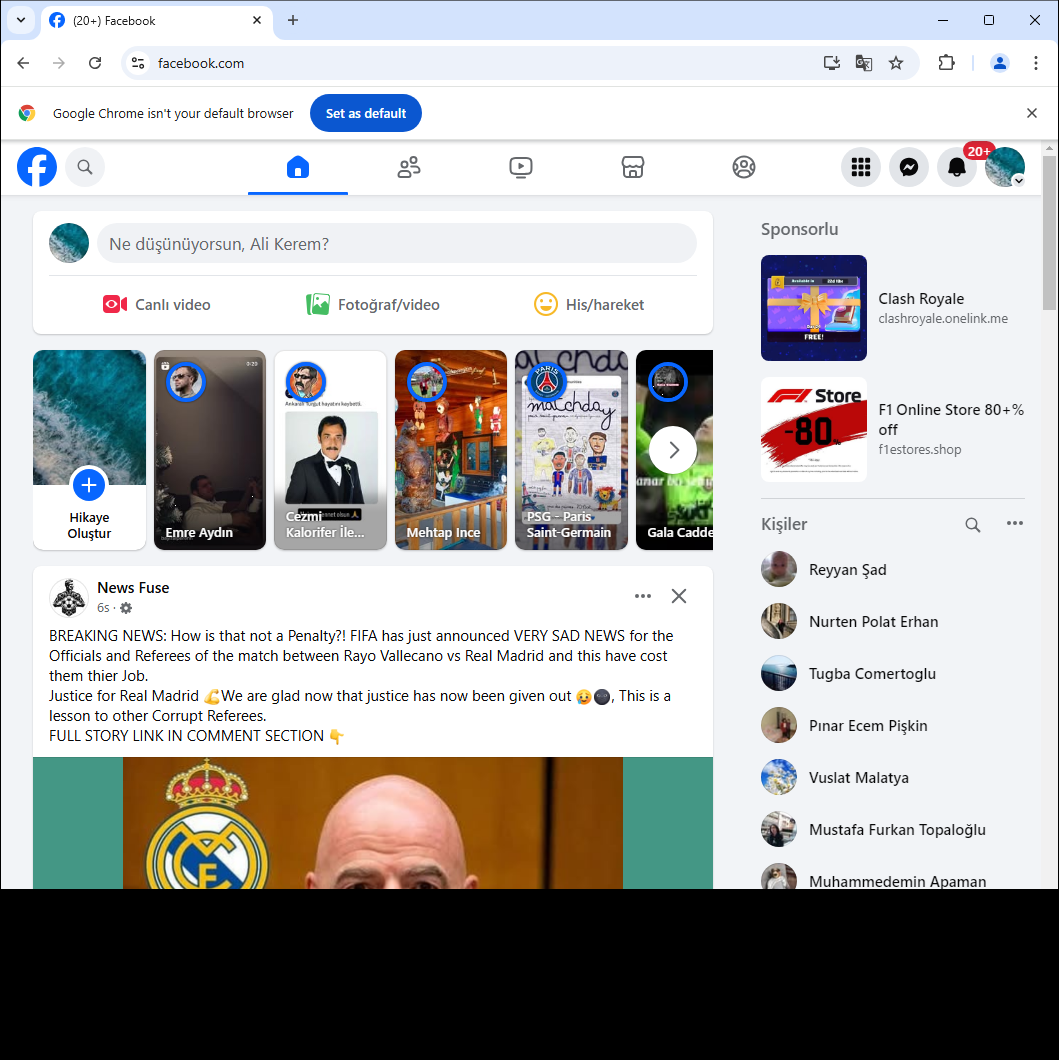 (20+) Facebook
facebook.com
Google Chrome isn't your default browser
Set as default
20+
Ne düşünüyorsun, Ali Kerem?
Canlı video
Fotoğraf/video
His/hareket
Hikaye
Oluştur
0:20
Emre Aydın
hayatını kaybetti.
Cezmi
Kalorifer İle...
Mehtap Ince
PARIS
matchday
PSG - Paris
Saint-Germain
Gala Cadde
News Fuse
6s ·
BREAKING NEWS: How is that not a Penalty?! FIFA has just announced VERY SAD NEWS for the
Officials and Referees of the match between Rayo Vallecano vs Real Madrid and this have cost
them thier Job.
Justice for Real Madrid 💪We are glad now that justice has now been given out 😥🌚, This is a
lesson to other Corrupt Referees.
FULL STORY LINK IN COMMENT SECTION 👇
Sponsorlu
FREE!
Clash Royale
clashroyale.onelink.me
F1 Store
-80%
F1 Online Store 80+%
off
f1estores.shop
Kişiler
Reyyan Şad
Nurten Polat Erhan
Tugba Comertoglu
Pınar Ecem Pişkin
Vuslat Malatya
Mustafa Furkan Topaloğlu
Muhammedemin Apaman